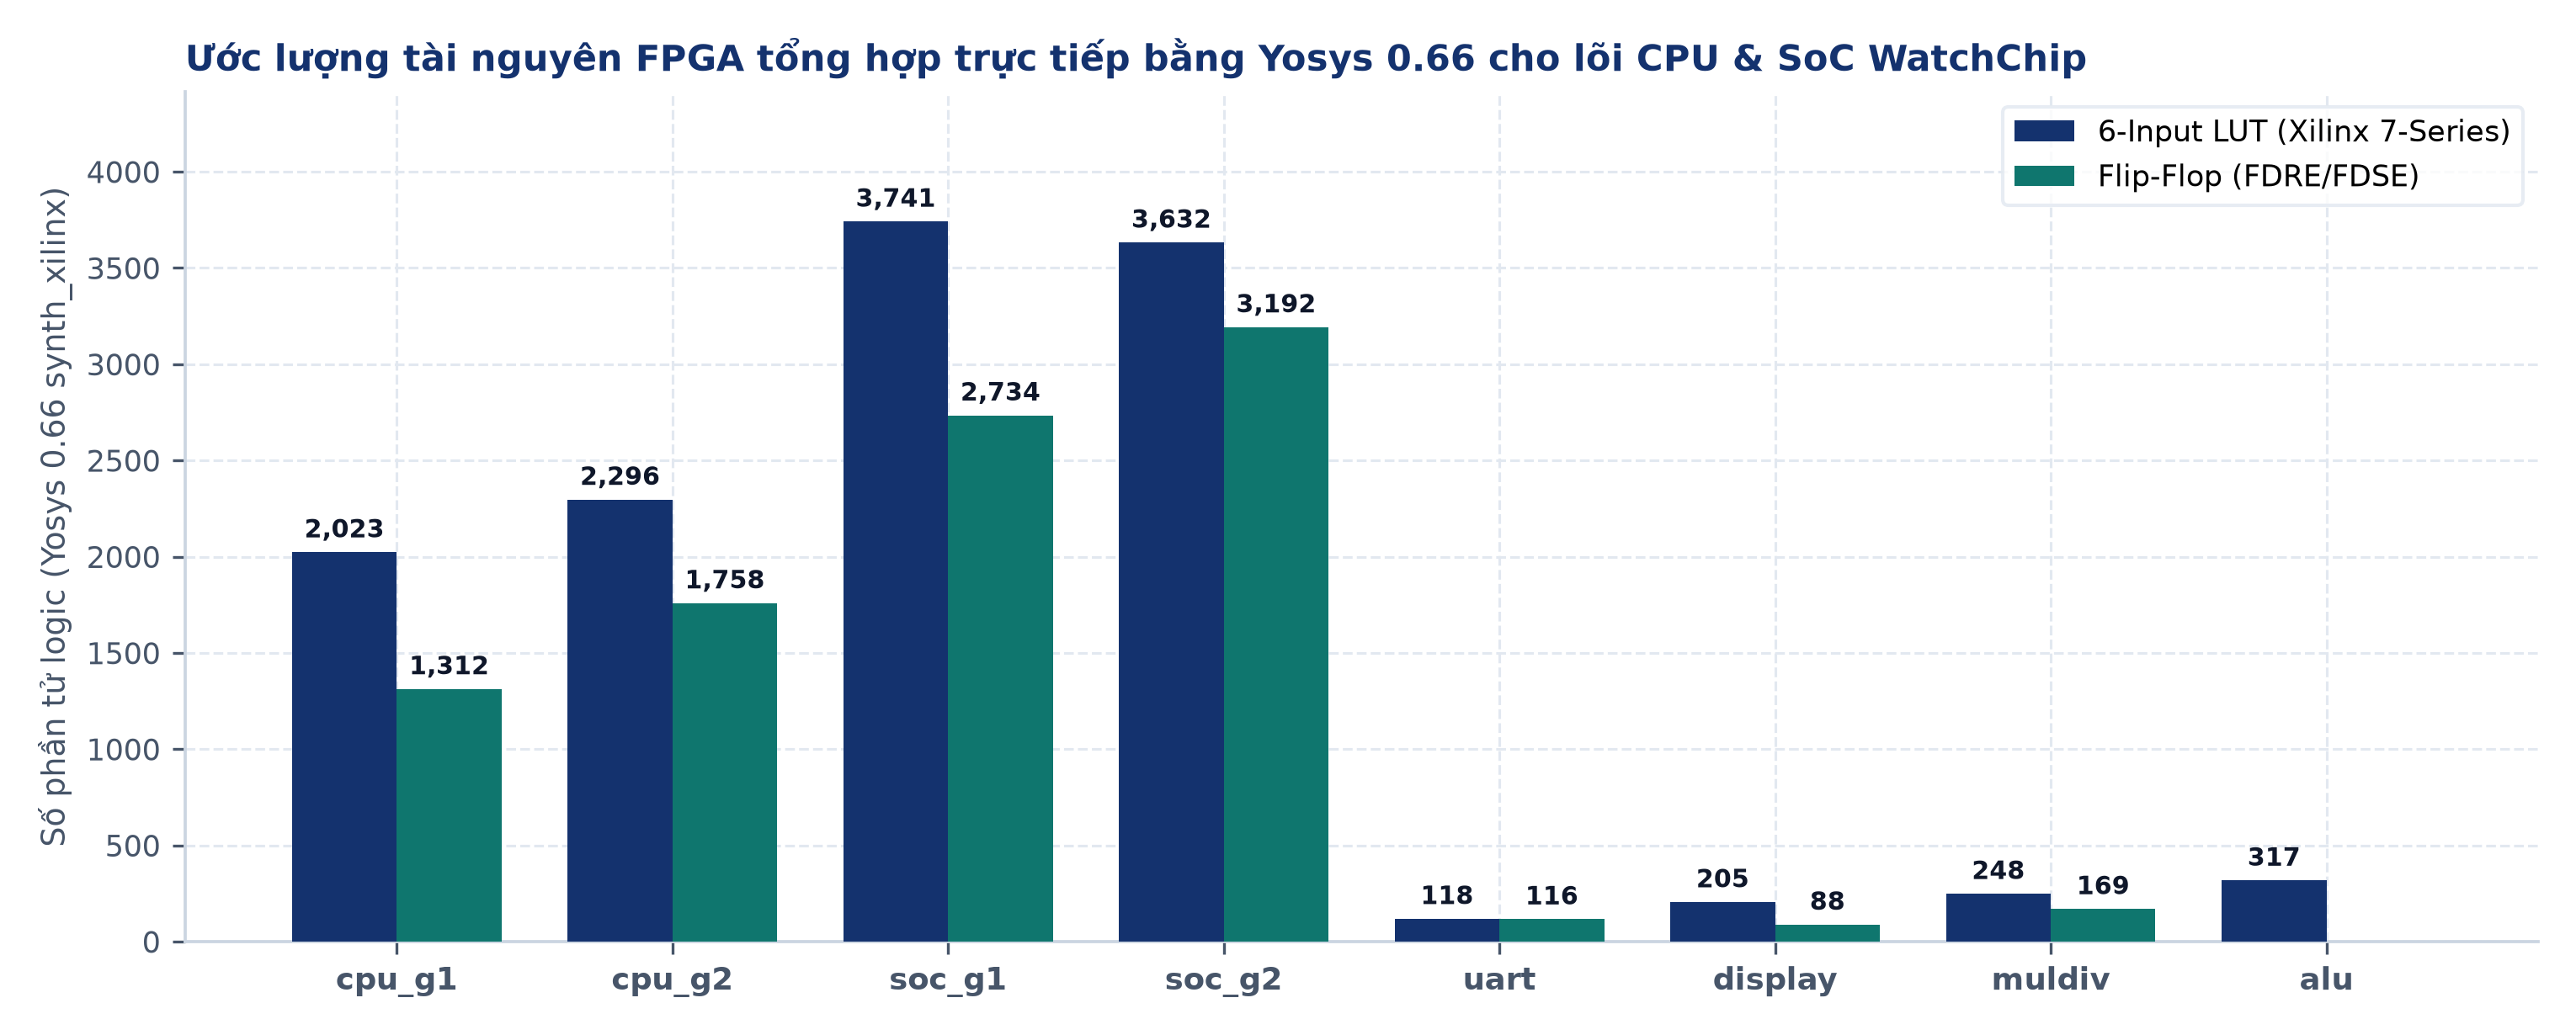 Ước lượng tài nguyên FPGA tổng hợp trực tiếp bằng Yosys 0.66 cho lõi CPU & SoC WatchChip
6-Input LUT (Xilinx 7-Series)
Flip-Flop (FDRE/FDSE)
Số phần tử logic (Yosys 0.66 synth_xilinx)
4000
3500
3000
2500
2000
1500
1000
500
0
2,023
1,312
2,296
1,758
3,741
2,734
3,632
3,192
118
116
205
88
248
169
317
cpu_g1
cpu_g2
soc_g1
soc_g2
uart
display
muldiv
alu